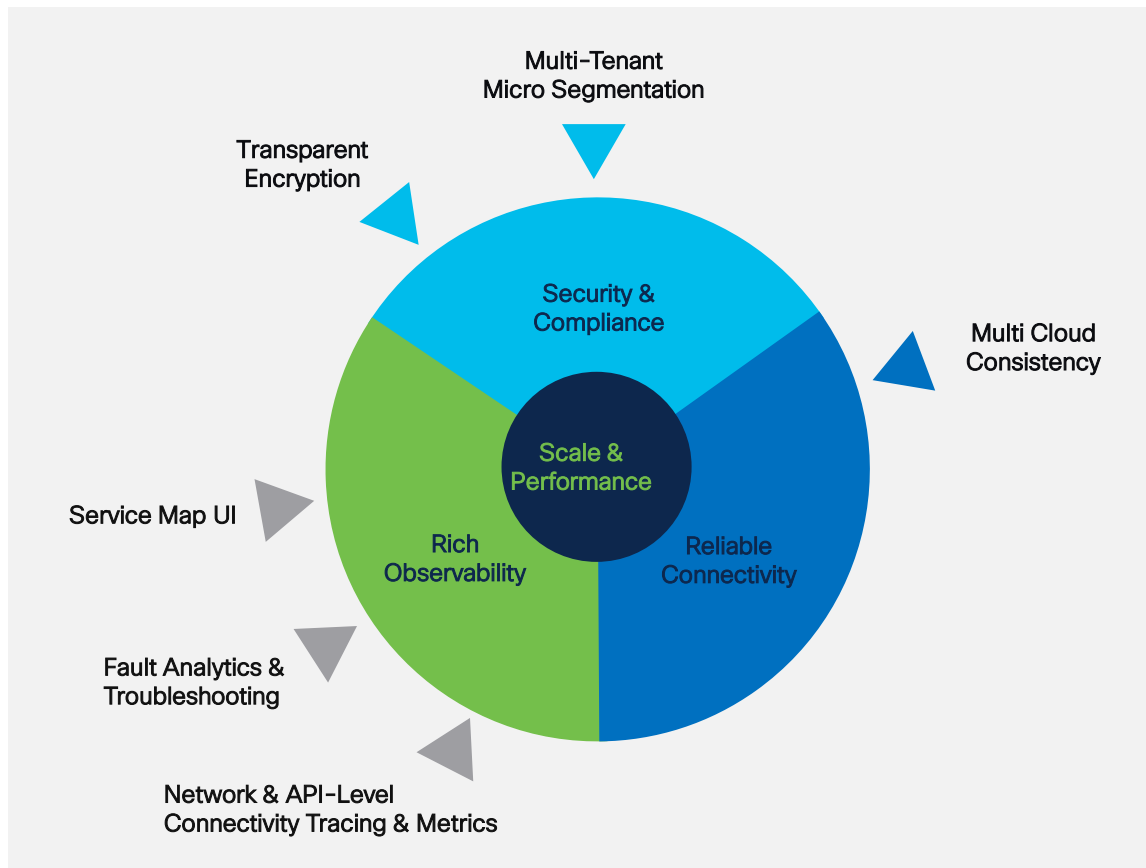 Multi-Tenant
Micro Segmentation
Transparent
Encryption
Security &
Compliance
Multi Cloud
Consistency
Scale &
Performance
Service Map UI
Rich
Observability
Reliable
Connectivity
Fault Analytics &
Troubleshooting
Network & API-Level
Connectivity Tracing & Metrics